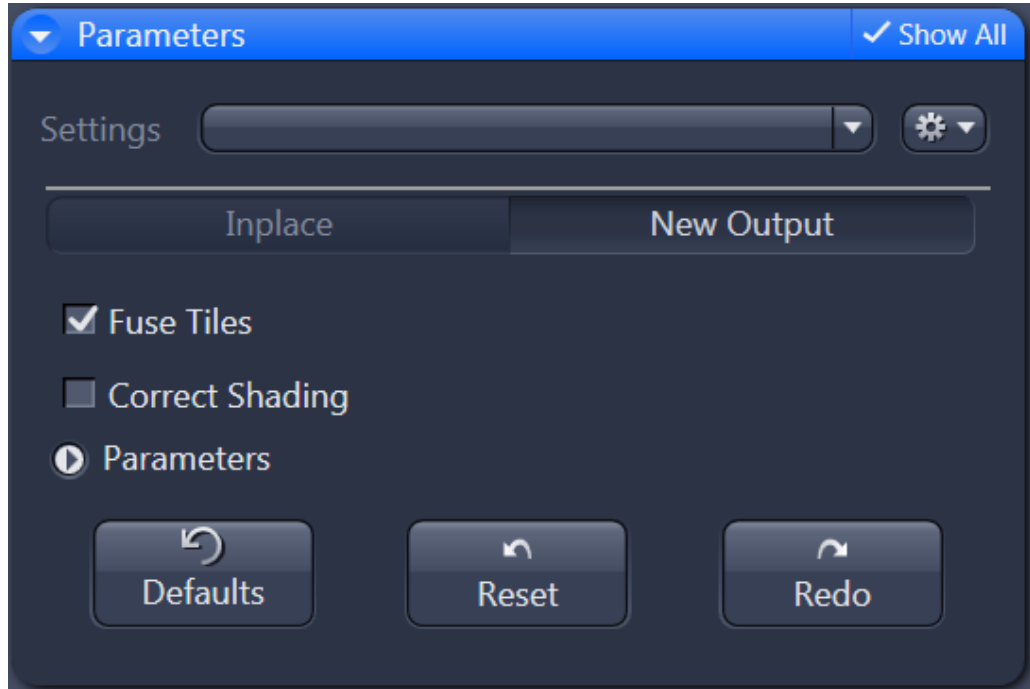 Parameters Show All
Settings
Inplace New Output
Fuse Tiles
Correct Shading
Parameters
Defaults Reset Redo